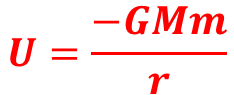 U = -GMm / r